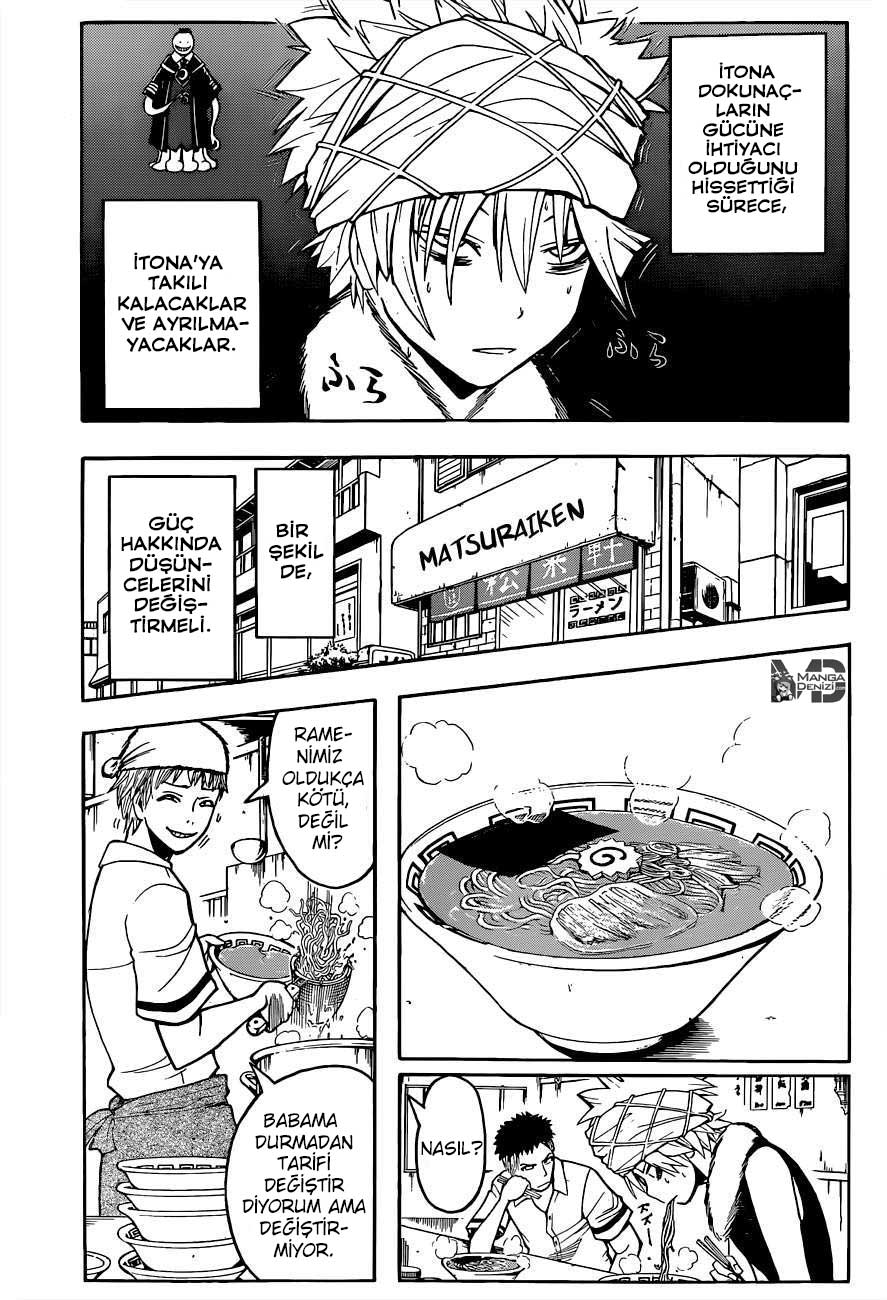 İTONA
DOKUNAÇ-
LARIN
GÜCÜNE
İHTİYACI
OLDUĞUNU
HİSSETTİĞİ
SÜRECE,
İTONA'YA
TAKILI
KALACAKLAR
VE AYRILMA-
YACAKLAR.
ふら
ふら
BİR
ŞEKİL
DE,
GÜÇ
HAKKINDA
DÜŞÜN-
CELERİNİ
DEĞİŞ-
TİRMELİ.
MATSURAIKEN
松来軒
ラーメン
MANGA
DENİZİ
RAME-
NİMİZ
OLDUKÇA
KÖTÜ,
DEĞİL
Mİ?
BABAMA
DURMADAN
TARİFİ
DEĞİŞTİR
DİYORUM AMA
DEĞİŞTİR-
MİYOR.
NASIL?